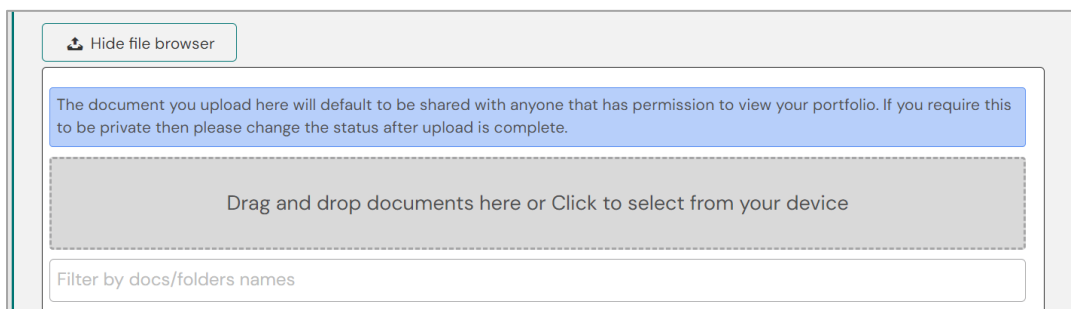 Hide file browser
The document you upload here will default to be shared with anyone that has permission to view your portfolio. If you require this
to be private then please change the status after upload is complete.
Drag and drop documents here or Click to select from your device
Filter by docs/folders names